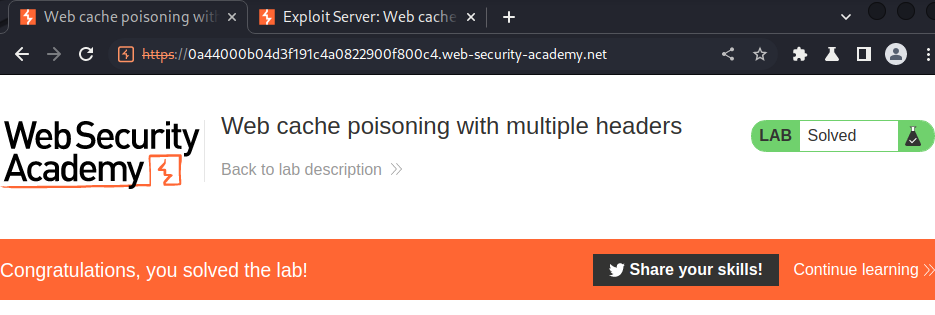 Web cache poisoning with
Exploit Server: Web cache
https://0a44000b04d3f191c4a0822900f800c4.web-security-academy.net
Web Security
Academy
Web cache poisoning with multiple headers
Back to lab description
LAB Solved
Congratulations, you solved the lab!
Share your skills!
Continue learning